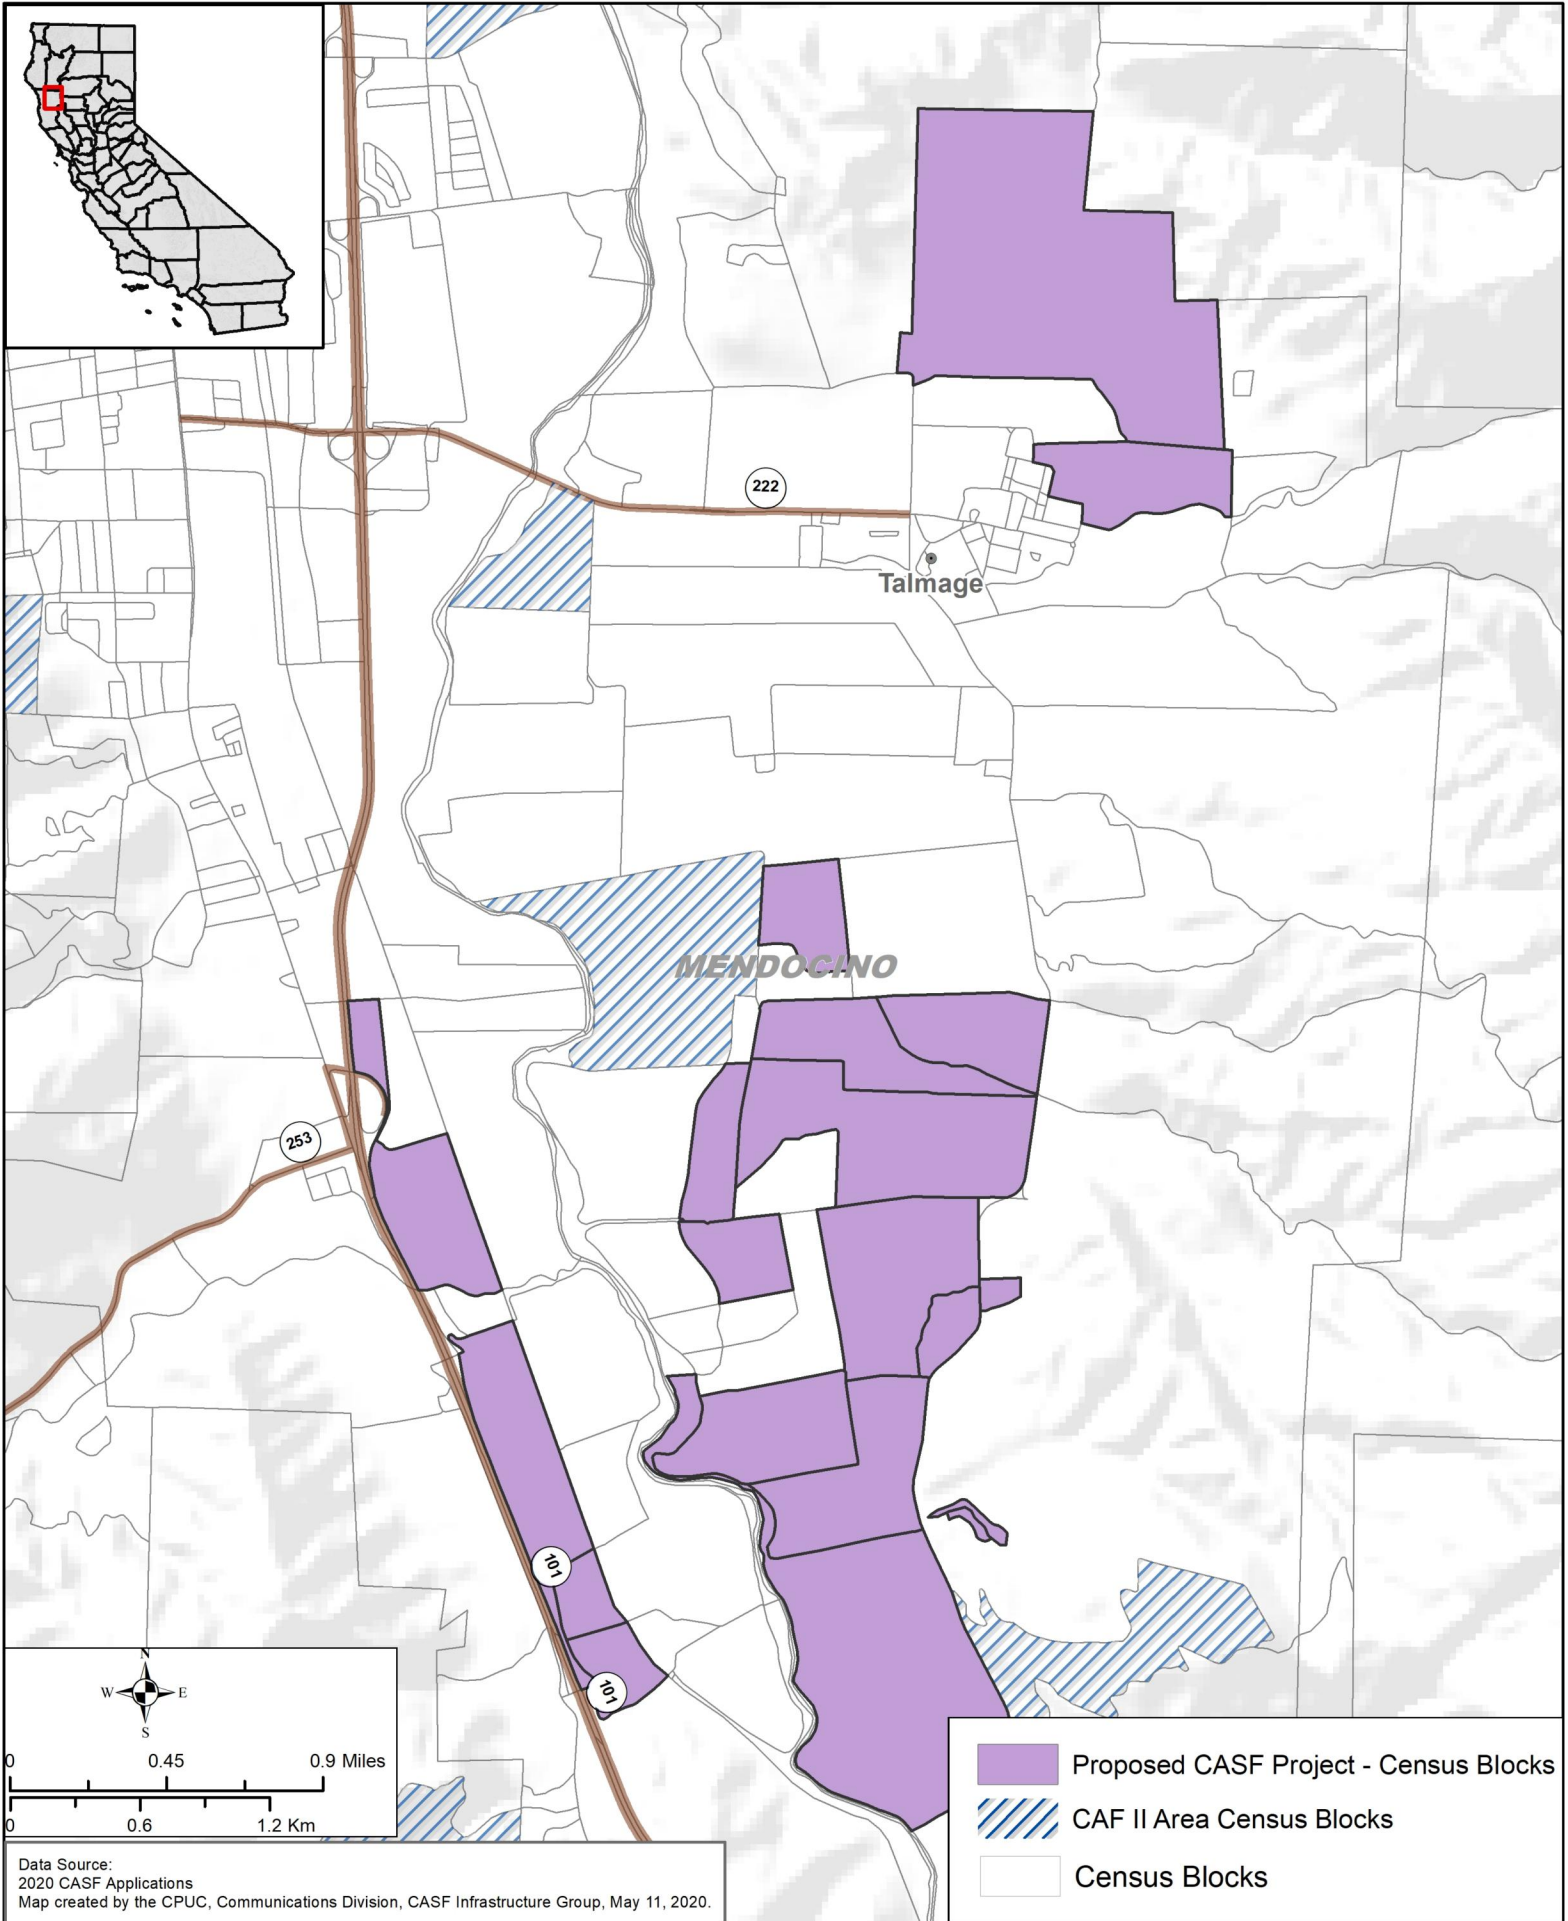 222
Talmage
MENDOCINO
253
101
101
N
W E
S
0 0.45 0.9 Miles
0 0.6 1.2 Km
Proposed CASF Project - Census Blocks
CAF II Area Census Blocks
Census Blocks
Data Source:
2020 CASF Applications
Map created by the CPUC, Communications Division, CASF Infrastructure Group, May 11, 2020.